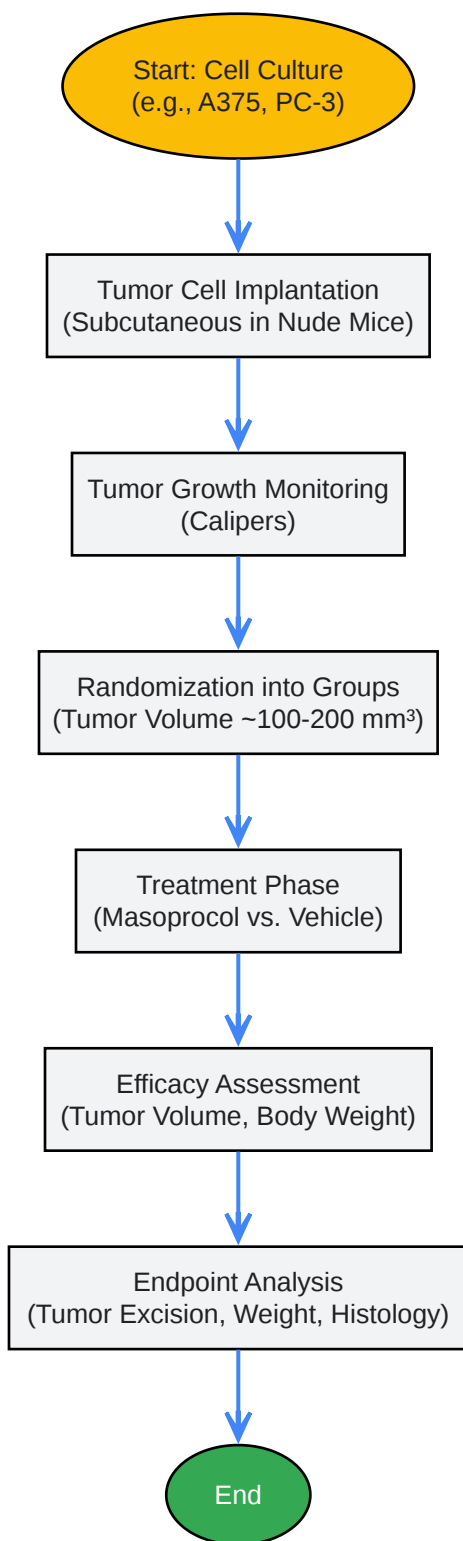 Start: Cell Culture
(e.g., A375, PC-3)
Tumor Cell Implantation
(Subcutaneous in Nude Mice)
Tumor Growth Monitoring
(Calipers)
Randomization into Groups
(Tumor Volume ~100-200 mm³)
Treatment Phase
(Masoprocol vs. Vehicle)
Efficacy Assessment
(Tumor Volume, Body Weight)
Endpoint Analysis
(Tumor Excision, Weight, Histology)
End